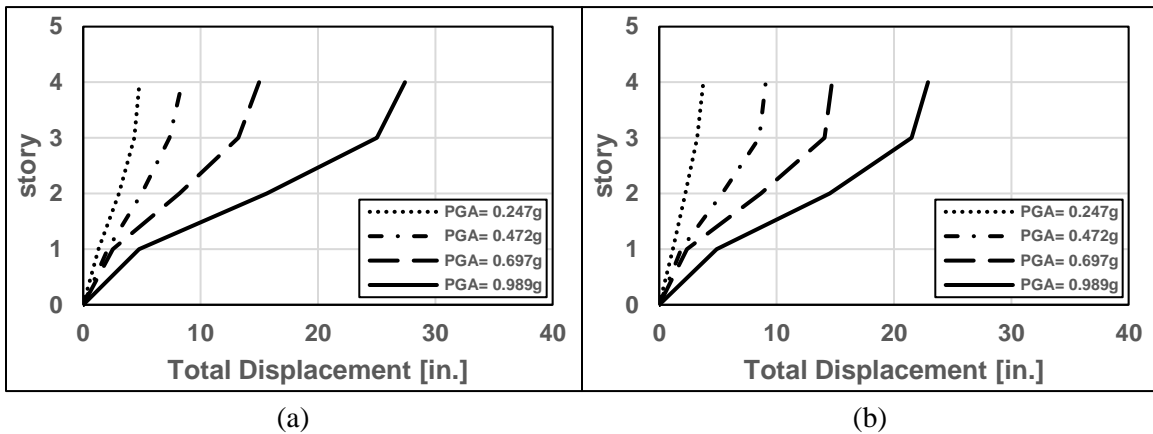 5
4
3
2
1
0
story
0 10 20 30 40
Total Displacement [in.]
PGA= 0.247g
PGA= 0.472g
PGA= 0.697g
PGA= 0.989g
(a)
5
4
3
2
1
0
story
0 10 20 30 40
Total Displacement [in.]
PGA= 0.247g
PGA= 0.472g
PGA= 0.697g
PGA= 0.989g
(b)